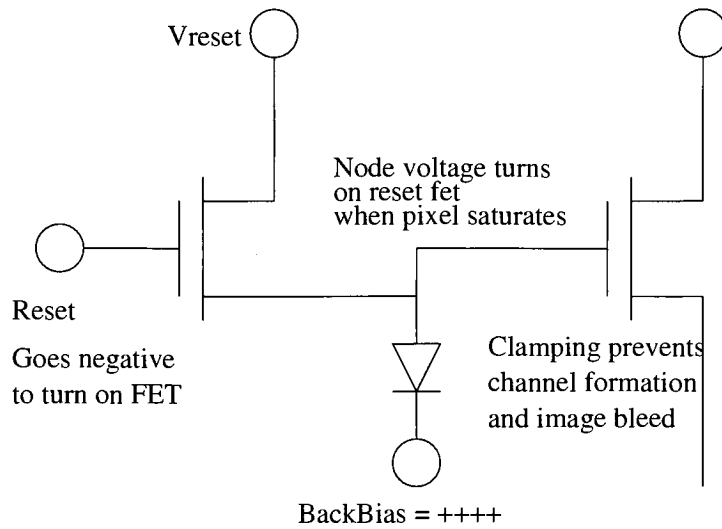 Vreset
Node voltage turns
on reset fet
when pixel saturates
Reset
Goes negative
to turn on FET
Clamping prevents
channel formation
and image bleed
BackBias = ++++